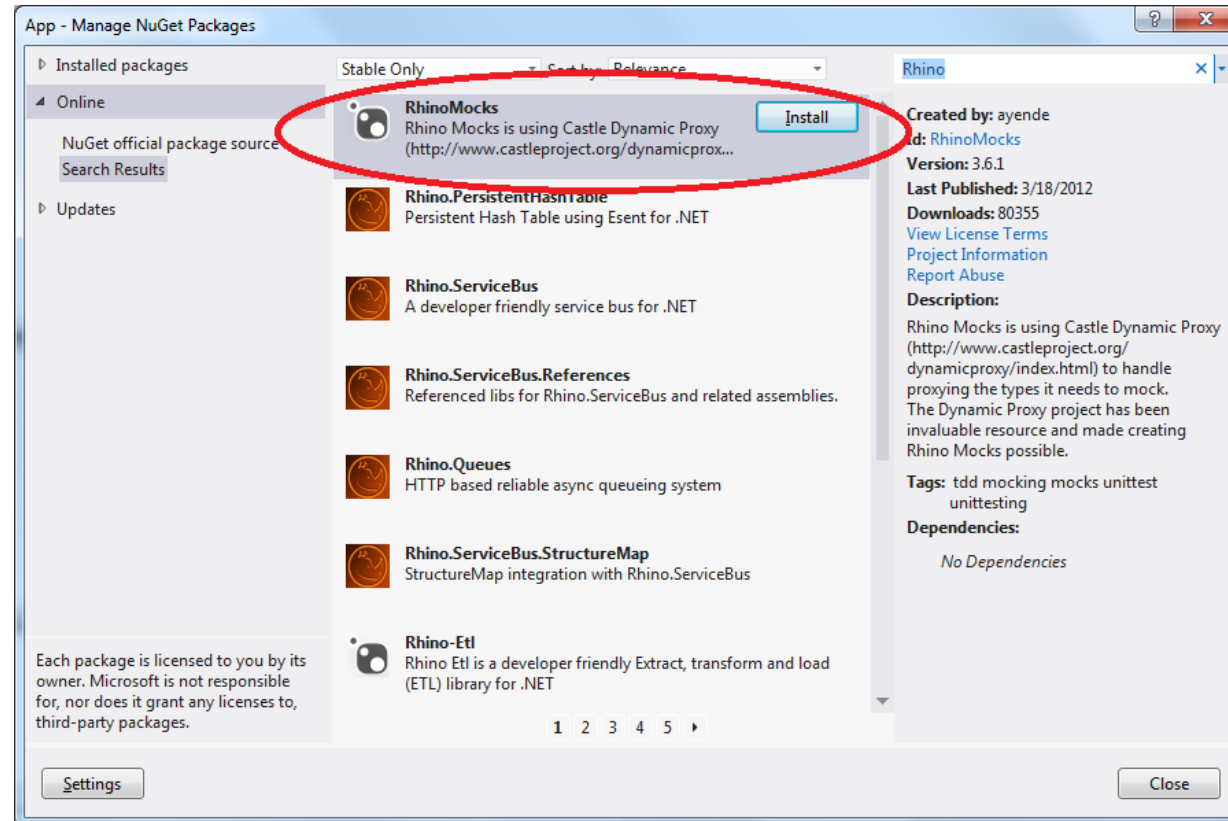 App - Manage NuGet Packages
Installed packages
Online
NuGet official package source
Search Results
Updates
Each package is licensed to you by its
owner. Microsoft is not responsible
for, nor does it grant any licenses to,
third-party packages.
Stable Only
Sort by: Relevance
RhinoMocks
Rhino Mocks is using Castle Dynamic Proxy
(http://www.castleproject.org/dynamicprox...
Install
Rhino.PersistentHashTable
Persistent Hash Table using Esent for .NET
Rhino.ServiceBus
A developer friendly service bus for .NET
Rhino.ServiceBus.References
Referenced libs for Rhino.ServiceBus and related assemblies.
Rhino.Queues
HTTP based reliable async queueing system
Rhino.ServiceBus.StructureMap
StructureMap integration with Rhino.ServiceBus
Rhino-Etl
Rhino Etl is a developer friendly Extract, transform and load
(ETL) library for .NET
1 2 3 4 5
Rhino
Created by: ayende
Id: RhinoMocks
Version: 3.6.1
Last Published: 3/18/2012
Downloads: 80355
View License Terms
Project Information
Report Abuse
Description:
Rhino Mocks is using Castle Dynamic Proxy
(http://www.castleproject.org/
dynamicproxy/index.html) to handle
proxying the types it needs to mock.
The Dynamic Proxy project has been
invaluable resource and made creating
Rhino Mocks possible.
Tags: tdd mocking mocks unittest
unittesting
Dependencies:
No Dependencies
Settings
Close